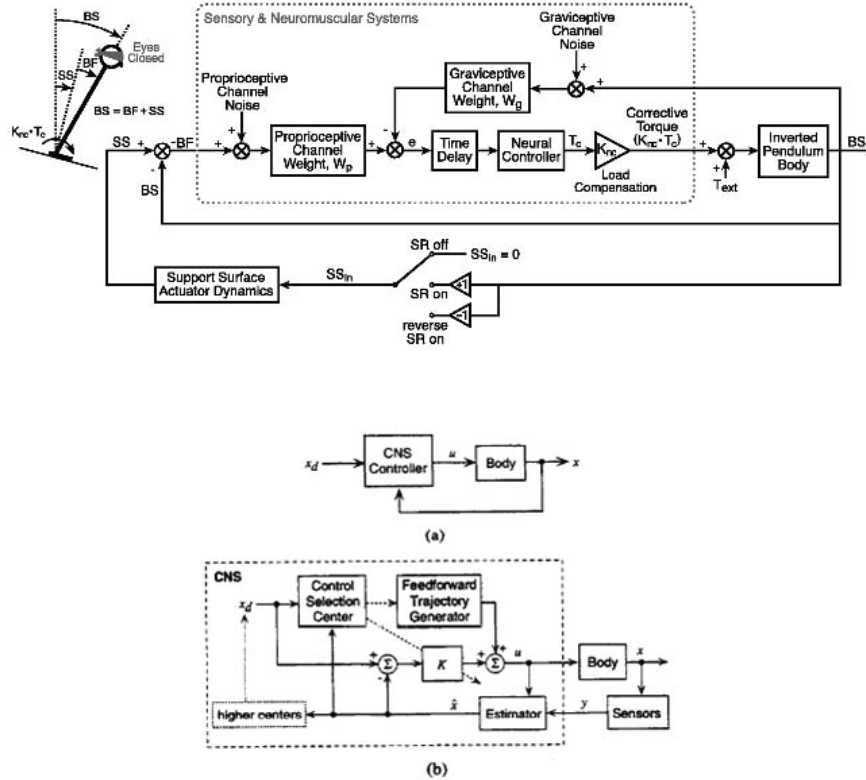 BS
Eyes
Closed
SS
BF
BS = BF + SS
Knc • Tc
Sensory & Neuromuscular Systems
Proprioceptive
Channel
Noise
Graviceptive
Channel
Noise
+
+
Graviceptive
Channel
Weight, Wg
SS
+
-
BS
-BF
+
+
Proprioceptive
Channel
Weight, Wp
+
-
e
Time
Delay
Neural
Controller
Tc
Knc
Load
Compensation
Corrective
Torque
(Knc • Tc)
+
+
Text
Inverted
Pendulum
Body
BS
Support Surface
Actuator Dynamics
SSin
SR off
SSin = 0
SR on
+1
reverse
SR on
-1
xd
CNS
Controller
u
Body
x
(a)
CNS
xd
Control
Selection
Center
Feedforward
Trajectory
Generator
+
-
Σ
K
+
+
Σ
u
Body
x
higher centers
x̂
Estimator
y
Sensors
(b)